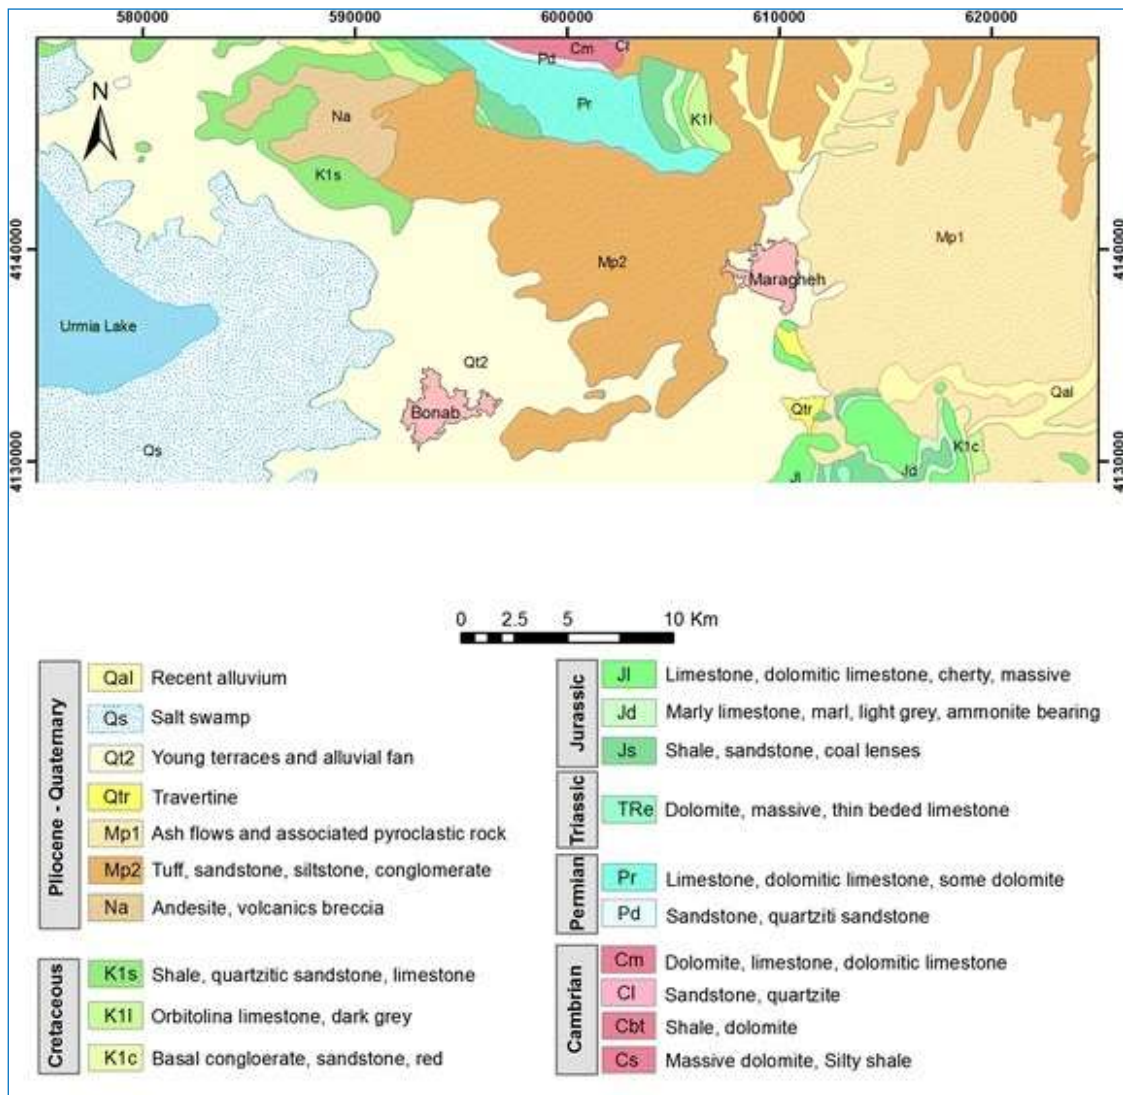 580000 590000 600000 610000 620000
N
Cm
Cl
Pd
Pr
Na
K1l
K1s
4140000
4140000
Mp1
Mp2
Maragheh
Urmia Lake
Qt2
Qal
Bonab
Qtr
Qs
K1c
Jd
Jl
4130000
4130000
0 2.5 5 10 Km
Pliocene - Quaternary
Qal Recent alluvium
Qs Salt swamp
Qt2 Young terraces and alluvial fan
Qtr Travertine
Mp1 Ash flows and associated pyroclastic rock
Mp2 Tuff, sandstone, siltstone, conglomerate
Na Andesite, volcanics breccia
Cretaceous
K1s Shale, quartzitic sandstone, limestone
K1l Orbitolina limestone, dark grey
K1c Basal congloerate, sandstone, red
Jurassic
Jl Limestone, dolomitic limestone, cherty, massive
Jd Marly limestone, marl, light grey, ammonite bearing
Js Shale, sandstone, coal lenses
Triassic
TRe Dolomite, massive, thin beded limestone
Permian
Pr Limestone, dolomitic limestone, some dolomite
Pd Sandstone, quartziti sandstone
Cambrian
Cm Dolomite, limestone, dolomitic limestone
Cl Sandstone, quartzite
Cbt Shale, dolomite
Cs Massive dolomite, Silty shale